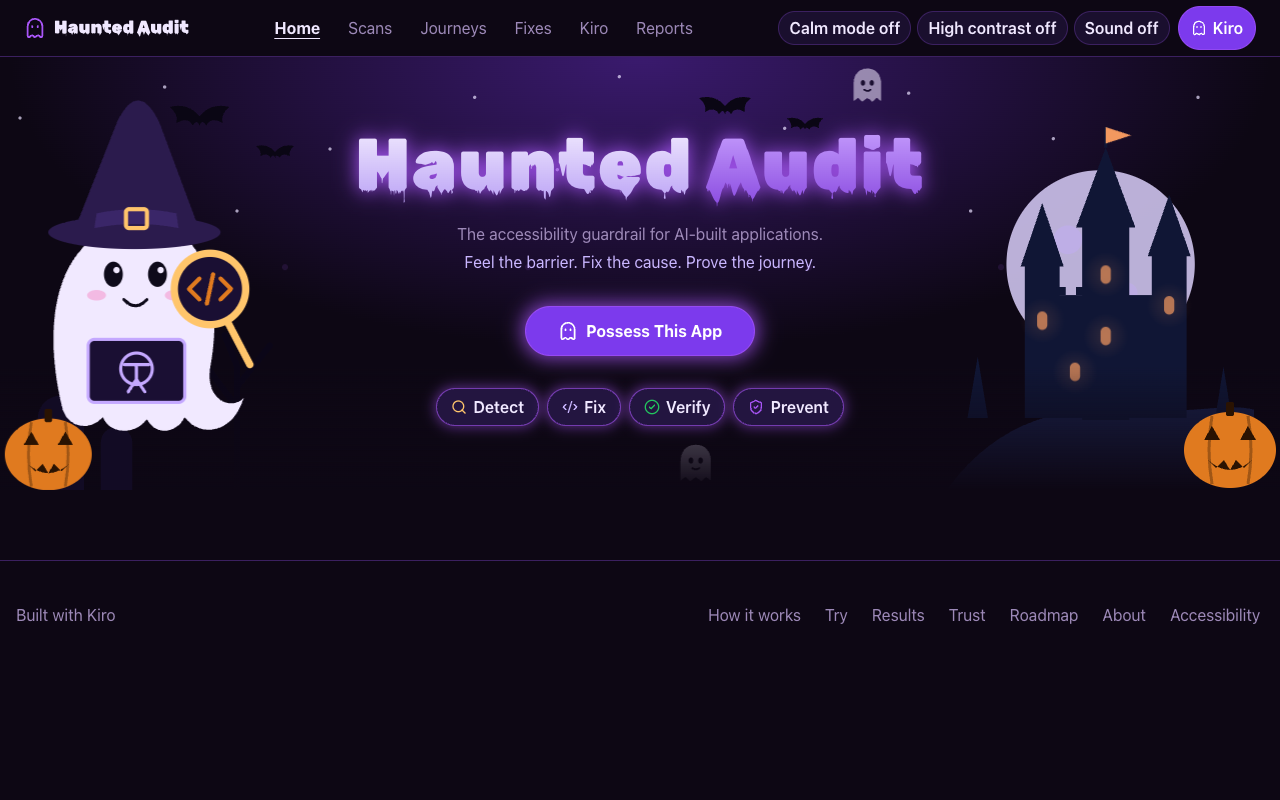 Haunted Audit
Home
Scans
Journeys
Fixes
Kiro
Reports
Calm mode off
High contrast off
Sound off
Kiro
Haunted Audit
The accessibility guardrail for AI-built applications.
Feel the barrier. Fix the cause. Prove the journey.
</>
Possess This App
Detect
</> Fix
Verify
Prevent
Built with Kiro
How it works
Try
Results
Trust
Roadmap
About
Accessibility